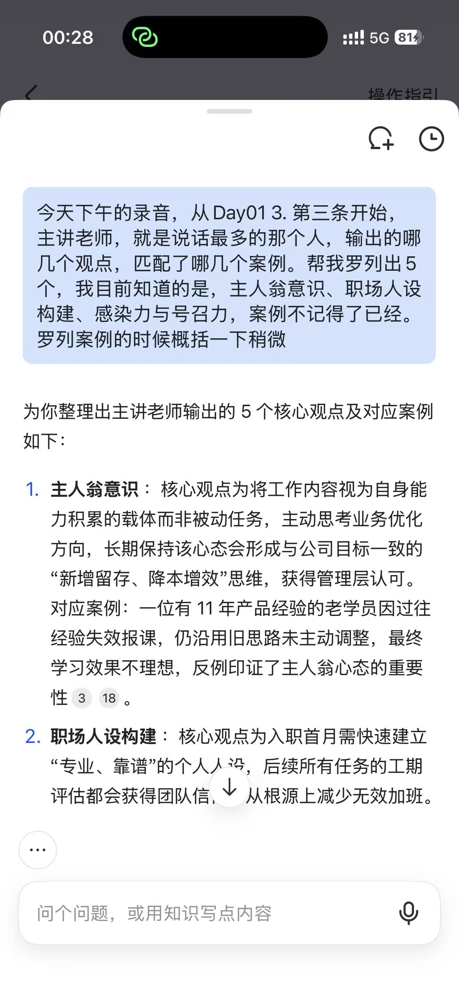 00:28
5G
81
操作指引
今天下午的录音，从Day01 3. 第三条开始，
主讲老师，就是说话最多的那个人，输出的哪
几个观点，匹配了哪几个案例。帮我罗列出5
个，我目前知道的是，主人翁意识、职场人设
构建、感染力与号召力，案例不记得了已经。
罗列案例的时候概括一下稍微
为你整理出主讲老师输出的 5 个核心观点及对应案例
如下：
1. 主人翁意识： 核心观点为将工作内容视为自身能
力积累的载体而非被动任务，主动思考业务优化
方向，长期保持该心态会形成与公司目标一致的
“新增留存、降本增效”思维，获得管理层认可。
对应案例：一位有 11 年产品经验的老学员因过往
经验失效报课，仍沿用旧思路未主动调整，最终
学习效果不理想，反例印证了主人翁心态的重要
性 3 18 。
2. 职场人设构建： 核心观点为入职首月需快速建立
“专业、靠谱”的个人人设，后续所有任务的工期
评估都会获得团队信 从根源上减少无效加班。
问个问题，或用知识写点内容